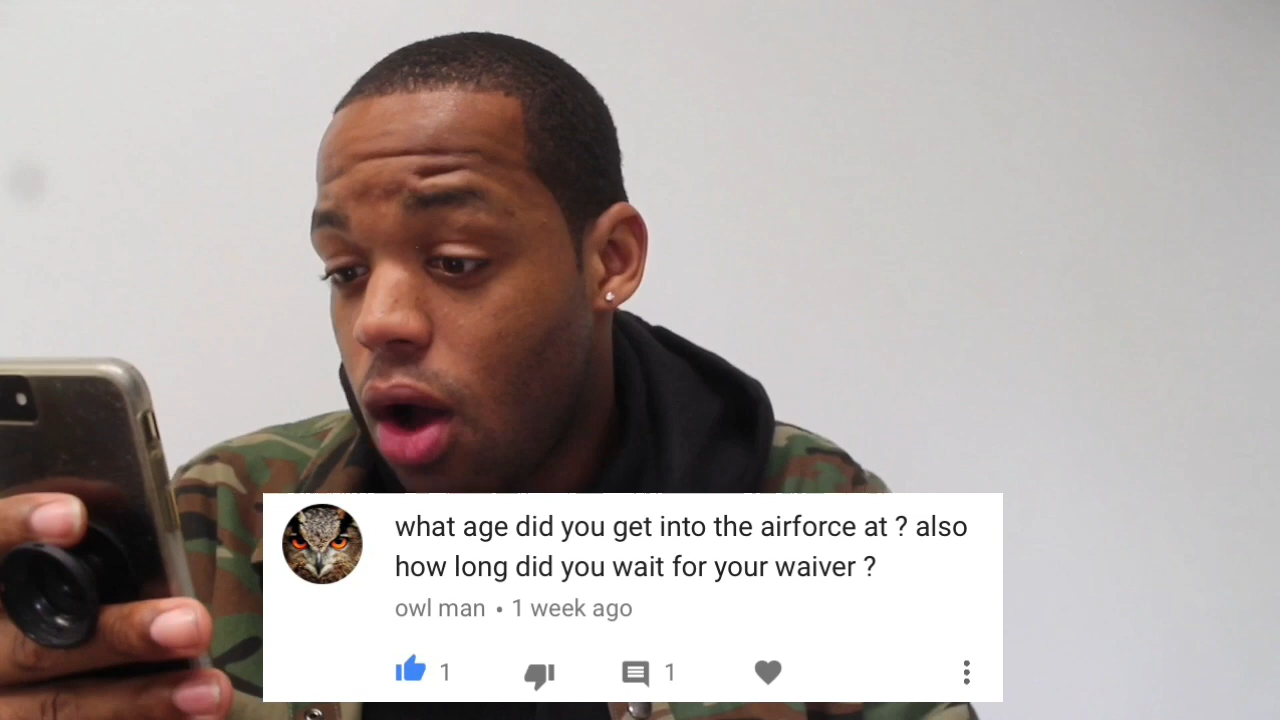 what age did you get into the airforce at ? also
how long did you wait for your waiver ?
owl man • 1 week ago
1
1